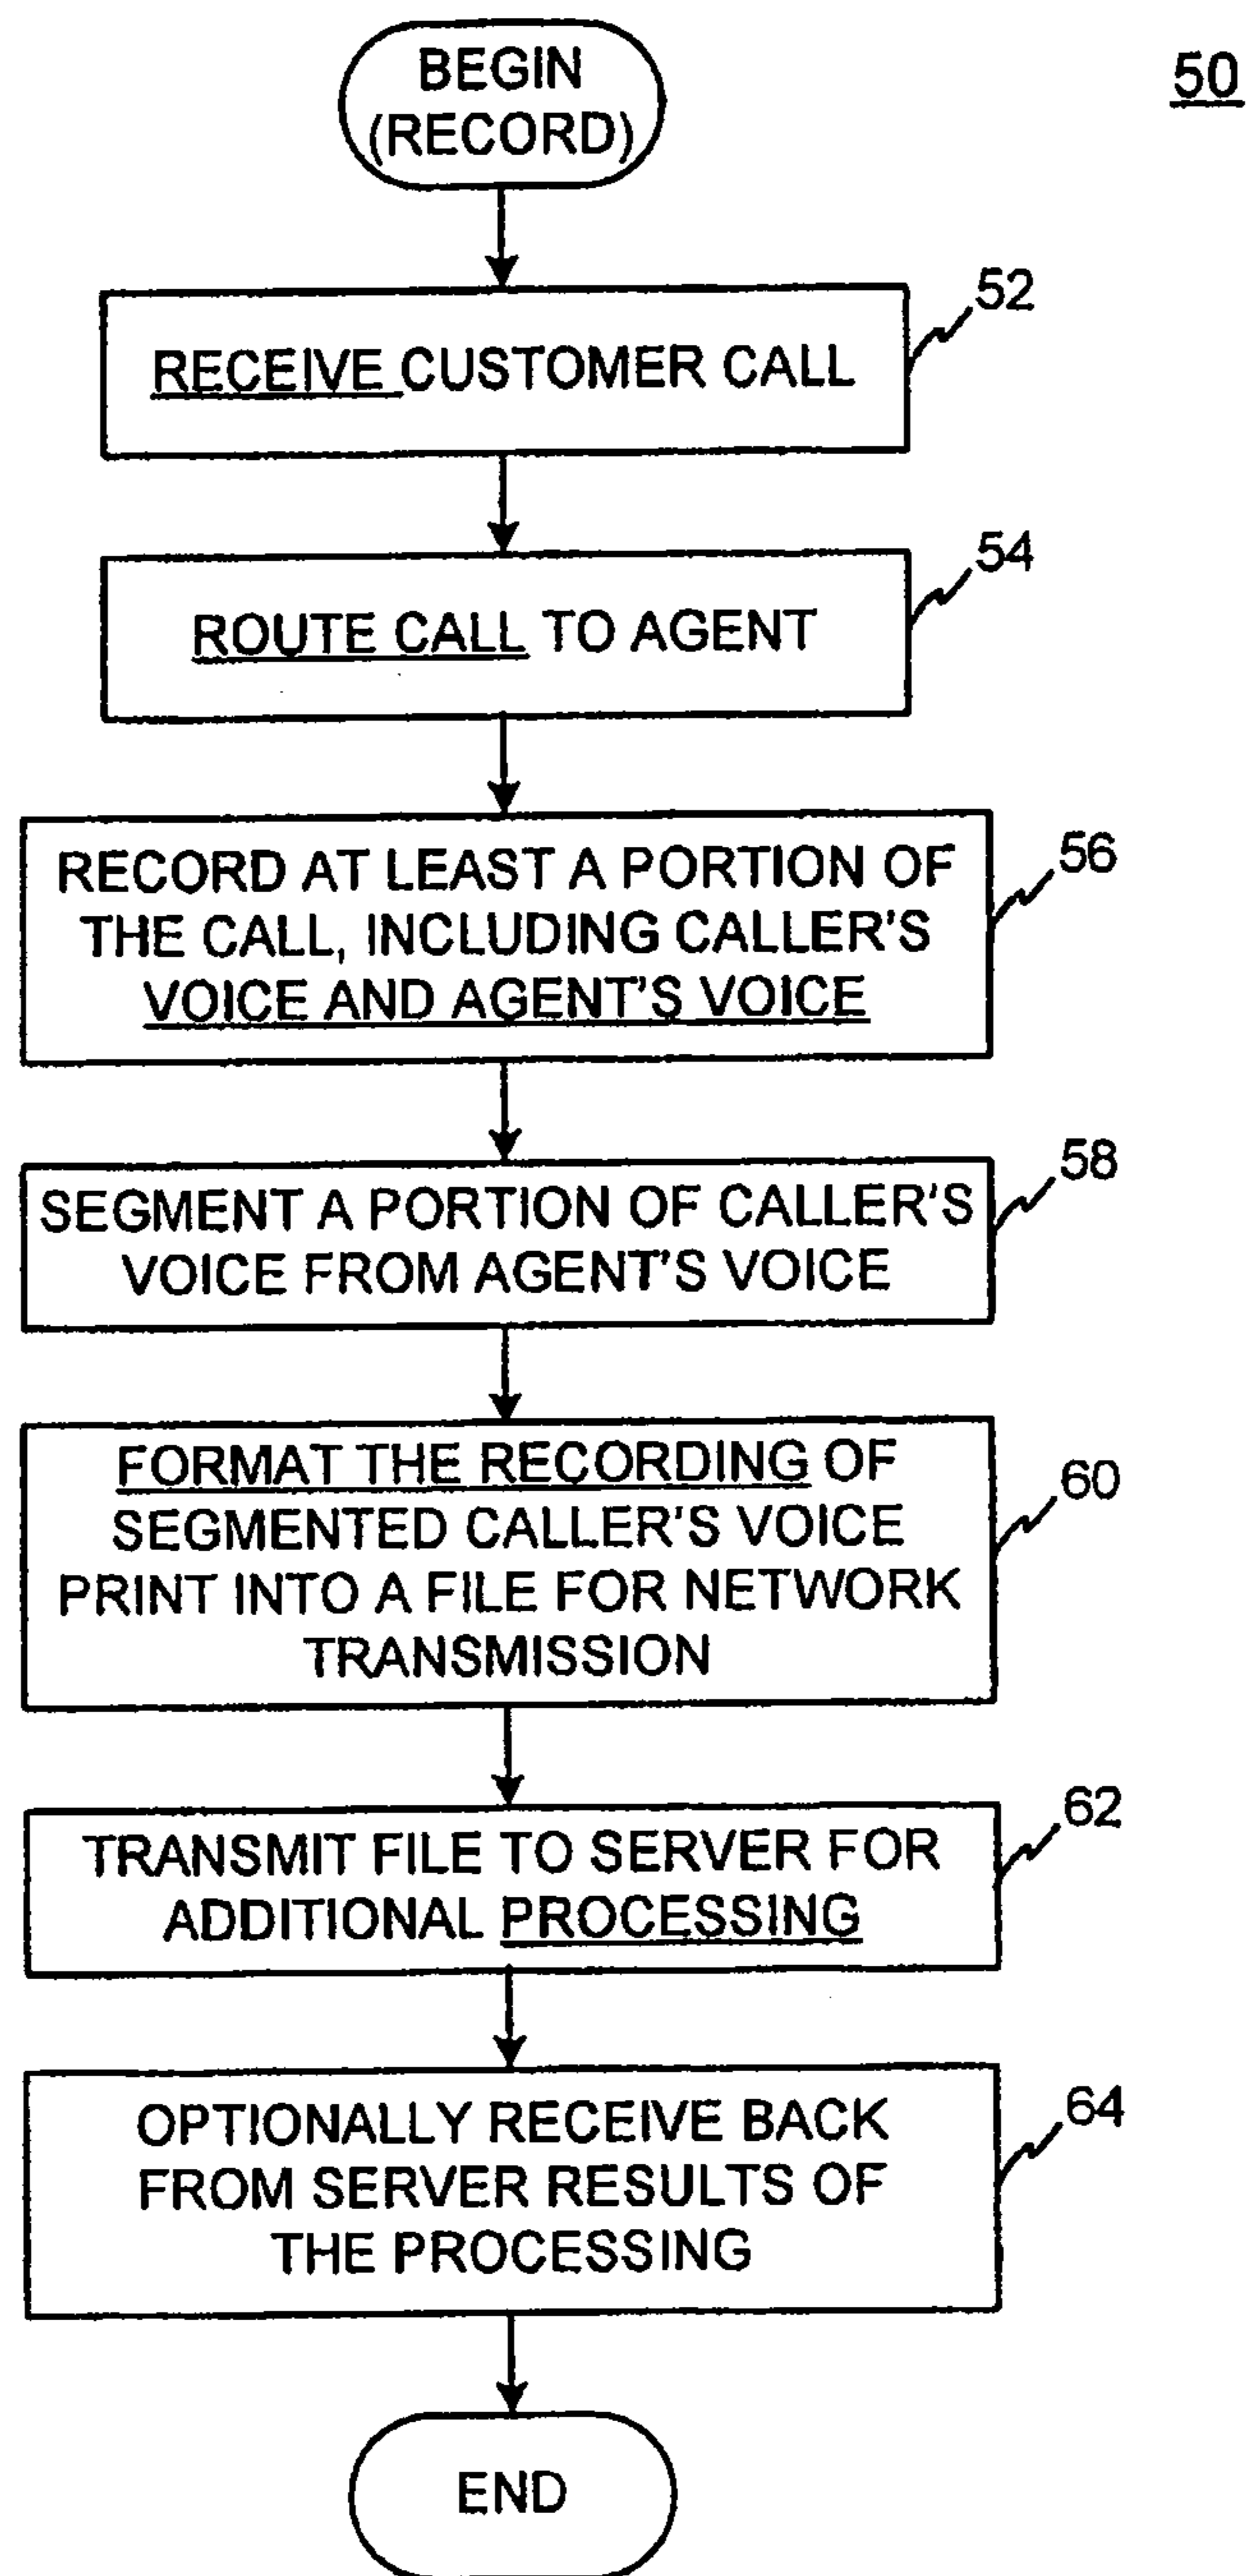 BEGIN
(RECORD)
50
RECEIVE CUSTOMER CALL
52
ROUTE CALL TO AGENT
54
RECORD AT LEAST A PORTION OF
THE CALL, INCLUDING CALLER'S
VOICE AND AGENT'S VOICE
56
SEGMENT A PORTION OF CALLER'S
VOICE FROM AGENT'S VOICE
58
FORMAT THE RECORDING OF
SEGMENTED CALLER'S VOICE
PRINT INTO A FILE FOR NETWORK
TRANSMISSION
60
TRANSMIT FILE TO SERVER FOR
ADDITIONAL PROCESSING
62
OPTIONALLY RECEIVE BACK
FROM SERVER RESULTS OF
THE PROCESSING
64
END